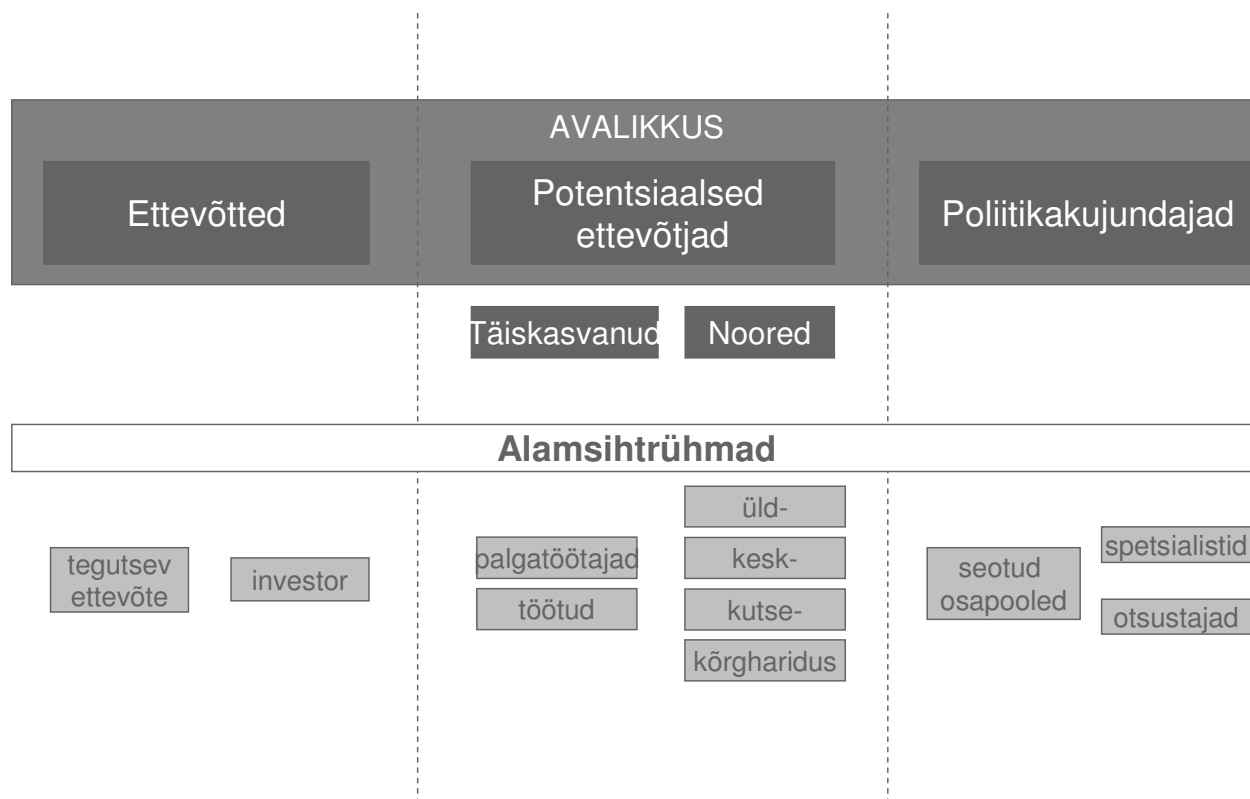 AVALIKKUS
Ettevõtted
Potentsiaalsed
ettevõtjad
Poliitikakujundajad
Täiskasvanud
Noored
Alamsihtrühmad
tegutsev
ettevõte
investor
palgatöötajad
töötud
üld-
kesk-
kutse-
kõrgharidus
seotud
osapooled
spetsialistid
otsustajad